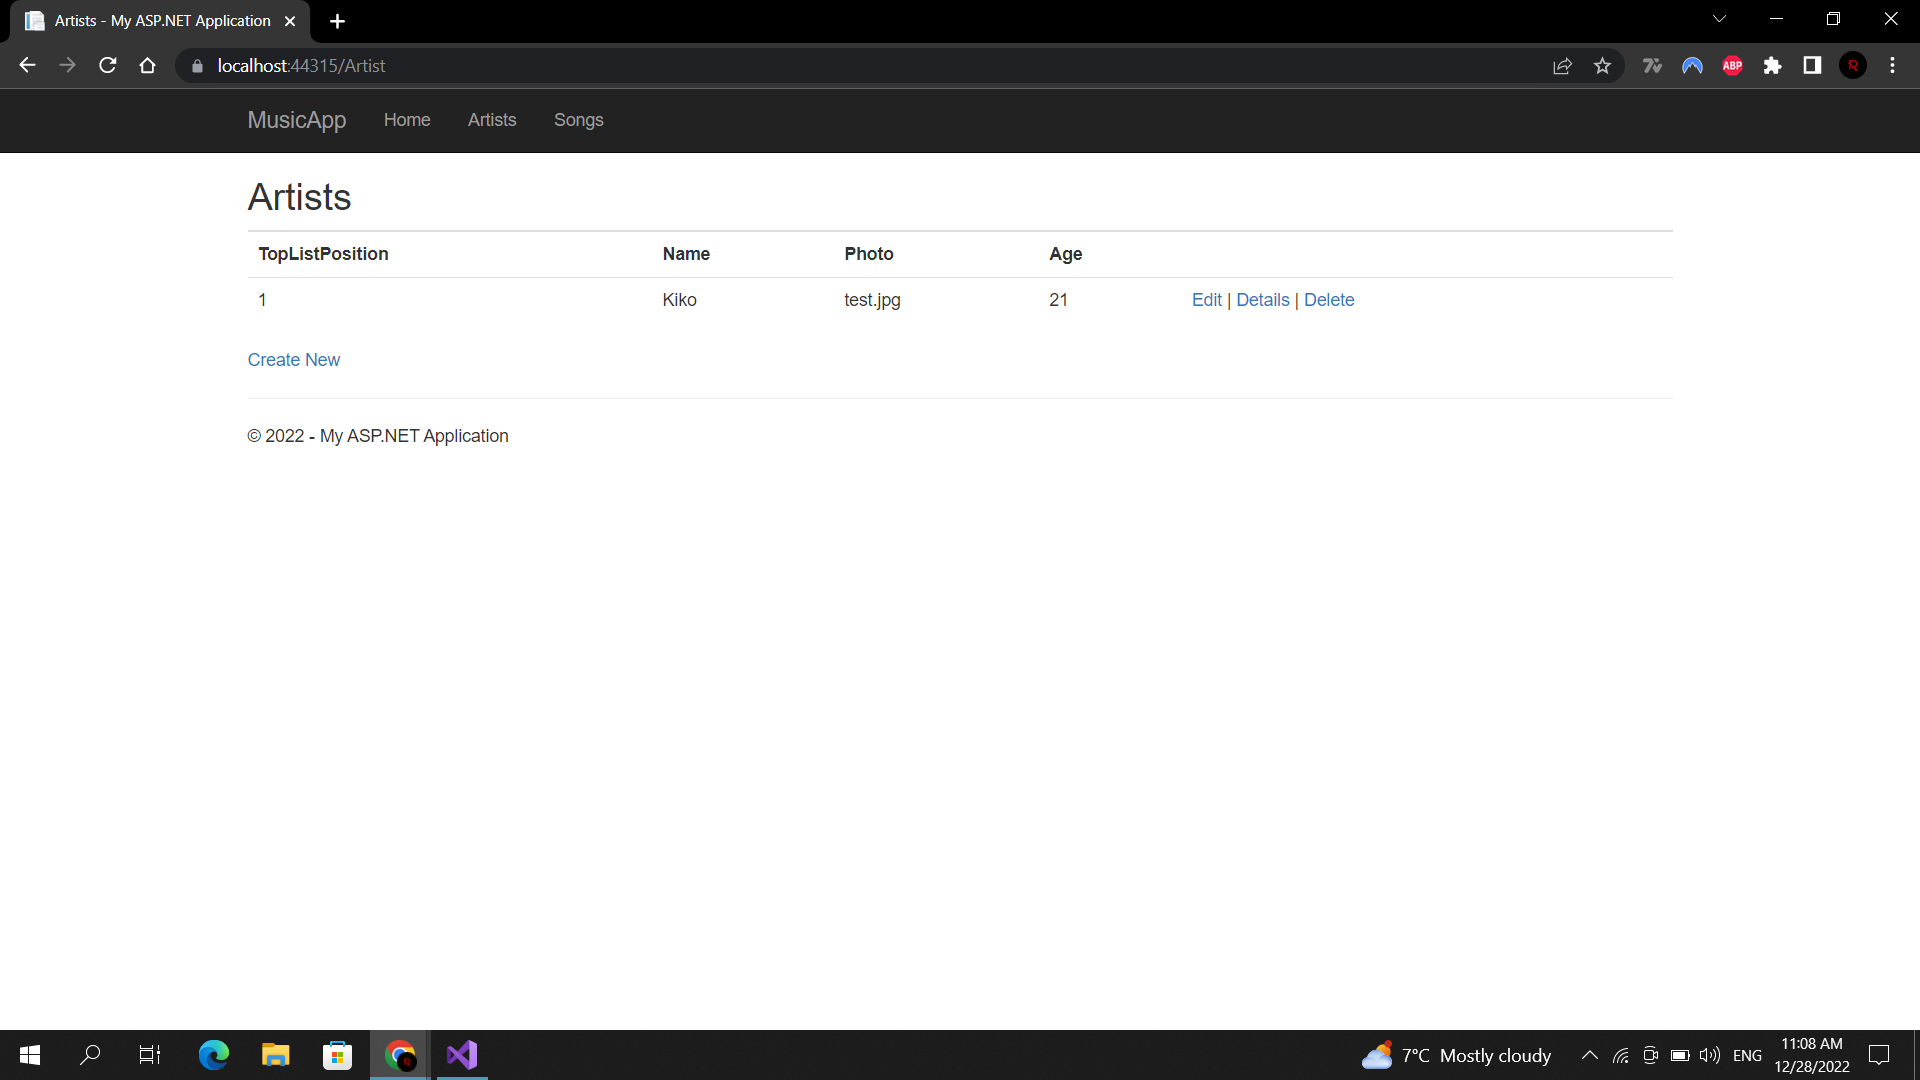 Artists - My ASP.NET Application
localhost:44315/Artist
ABP
R
MusicApp Home Artists Songs
Artists
TopListPosition Name Photo Age
1 Kiko test.jpg 21 Edit | Details | Delete
Create New
© 2022 - My ASP.NET Application
7°C Mostly cloudy
ENG
11:08 AM
12/28/2022